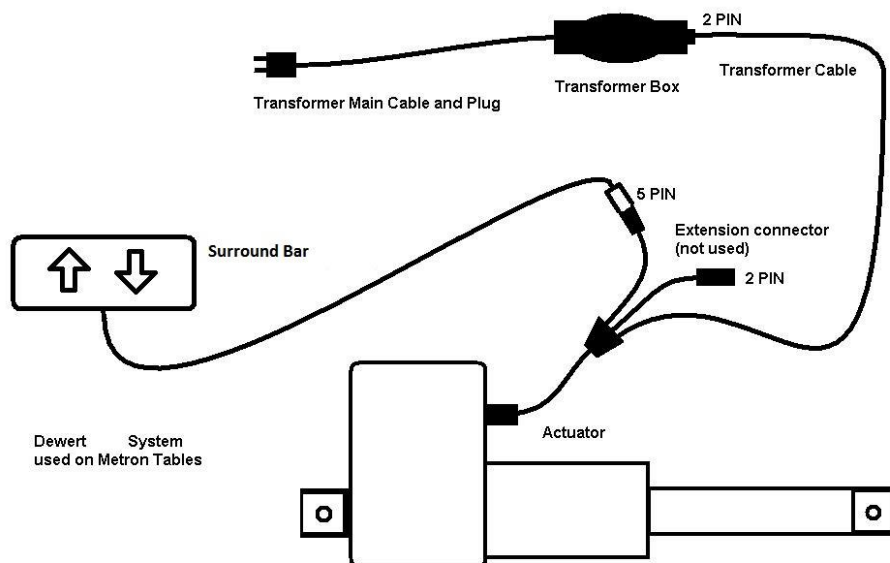 2 PIN
Transformer Cable
Transformer Box
Transformer Main Cable and Plug
5 PIN
Extension connector
(not used)
2 PIN
Surround Bar
Actuator
Dewert System
used on Metron Tables